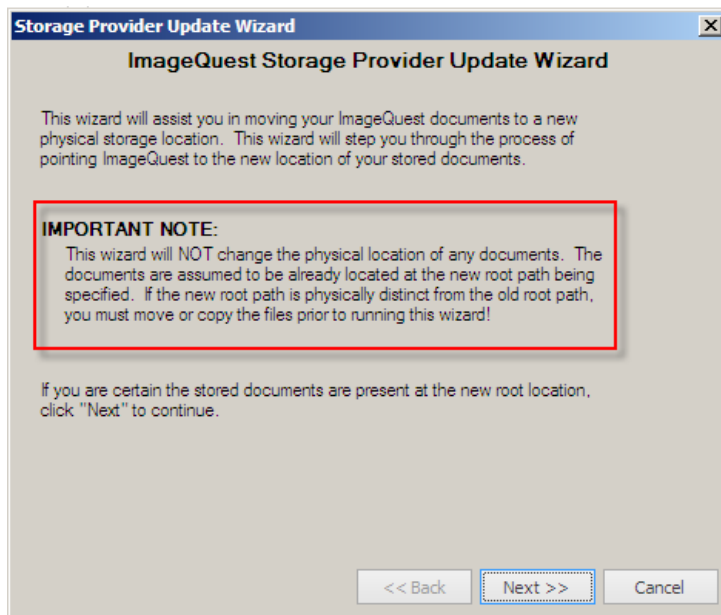 Storage Provider Update Wizard
ImageQuest Storage Provider Update Wizard
This wizard will assist you in moving your ImageQuest documents to a new
physical storage location.  This wizard will step you through the process of
pointing ImageQuest to the new location of your stored documents.
IMPORTANT NOTE:
This wizard will NOT change the physical location of any documents.  The
documents are assumed to be already located at the new root path being
specified.  If the new root path is physically distinct from the old root path,
you must move or copy the files prior to running this wizard!
If you are certain the stored documents are present at the new root location,
click "Next" to continue.
<< Back
Next >>
Cancel